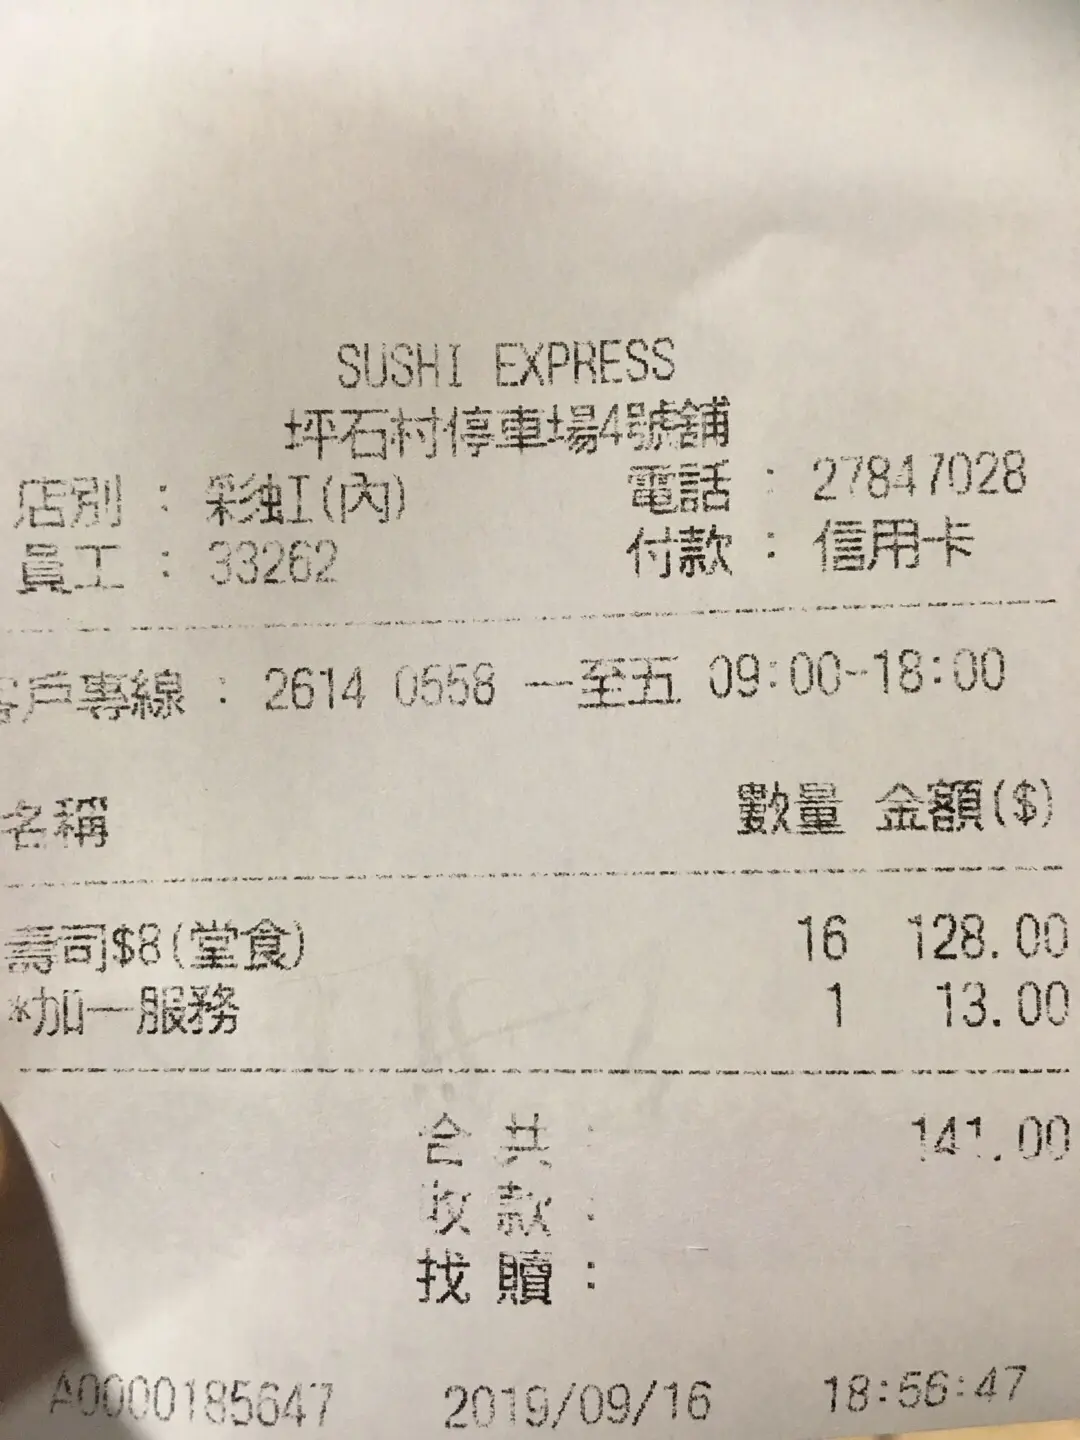 SUSHI EXPRESS
坪石村停車場4號舖
店別 : 彩虹(內) 電話 : 27847028
員工 : 33262 付款 : 信用卡
客戶專線 : 2614 0558 一至五 09:00-18:00
名稱 數量 金額($)
壽司$8(堂食) 16 128.00
*加一服務 1 13.00
合 共 : 141.00
收 款 :
找 贖 :
A0000185647 2019/09/16 18:56:47